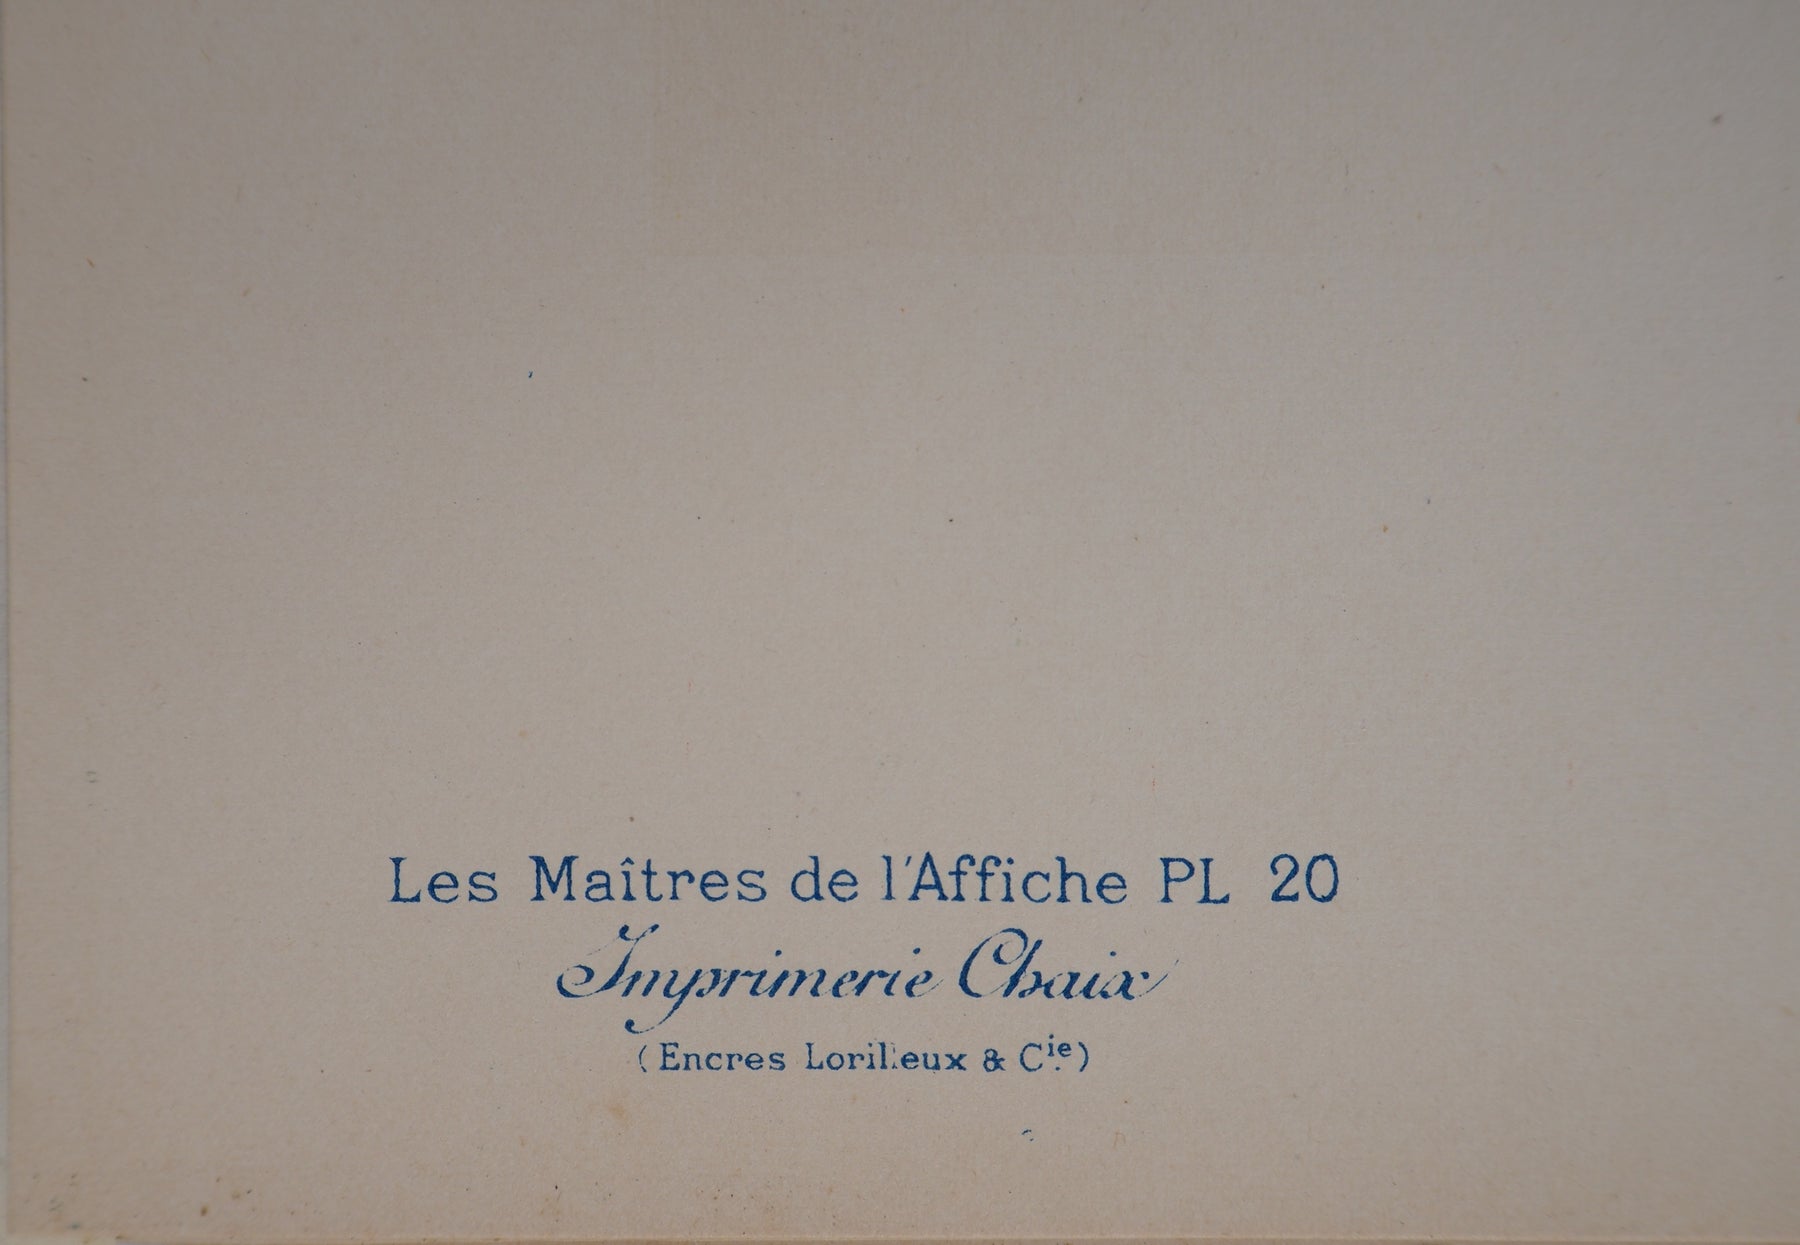 Les Maîtres de l'Affiche PL 20
Imprimerie Chaix
(Encres Lorilleux & Cie)